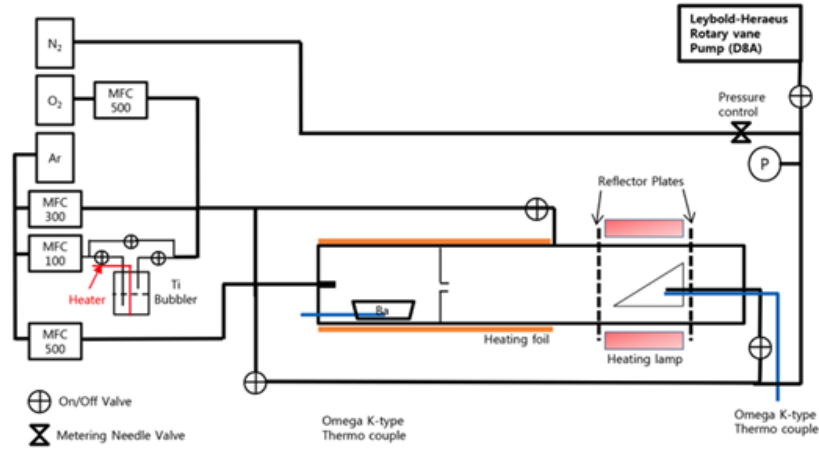 Leybold-Heraeus
Rotary vane
Pump (D8A)
N₂
O₂
MFC
500
Pressure
control
Ar
P
Reflector Plates
MFC
300
MFC
100
Ti
Bubbler
Heater
Ba
MFC
500
Heating foil
Heating lamp
On/Off Valve
Metering Needle Valve
Omega K-type
Thermo couple
Omega K-type
Thermo couple